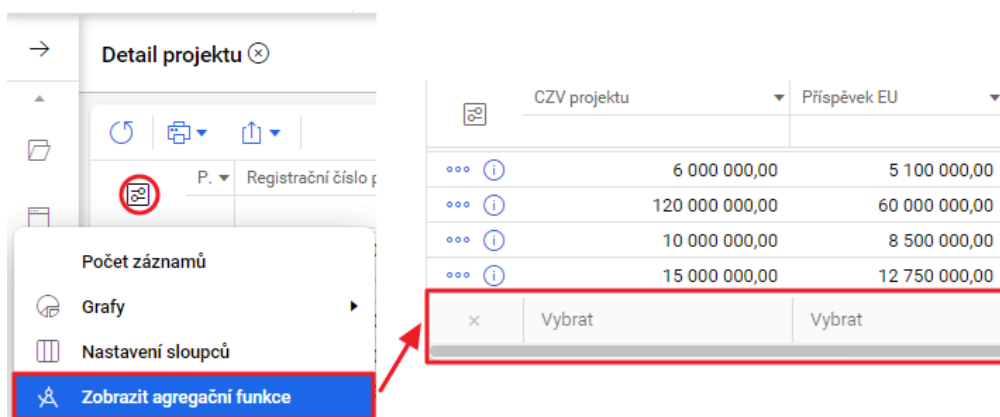 Detail projektu
P.
Registrační číslo
Počet záznamů
Grafy
Nastavení sloupců
Zobrazit agregační funkce
CZV projektu Příspěvek EU
6 000 000,00 5 100 000,00
120 000 000,00 60 000 000,00
10 000 000,00 8 500 000,00
15 000 000,00 12 750 000,00
Vybrat Vybrat